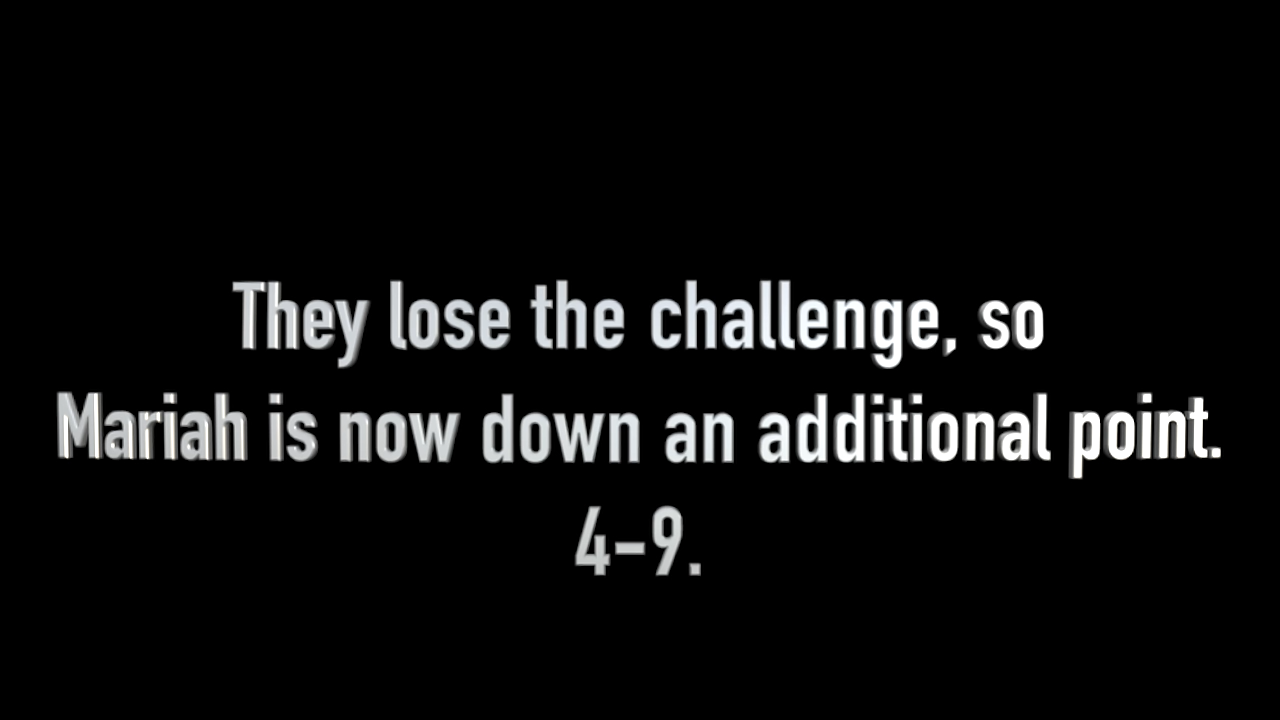 They lose the challenge, so
Mariah is now down an additional point.
4-9.